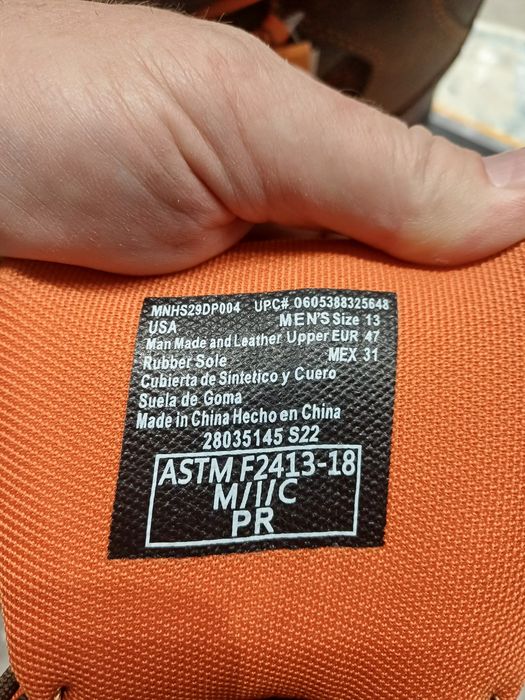 MNHS29DP004 UPC# 0605388325648
USA MEN'S Size 13
Man Made and Leather Upper EUR 47
Rubber Sole MEX 31
Cubierta de Sintetico y Cuero
Suela de Goma
Made in China Hecho en China
28035145 S22
ASTM F2413-18
M/I/C
PR